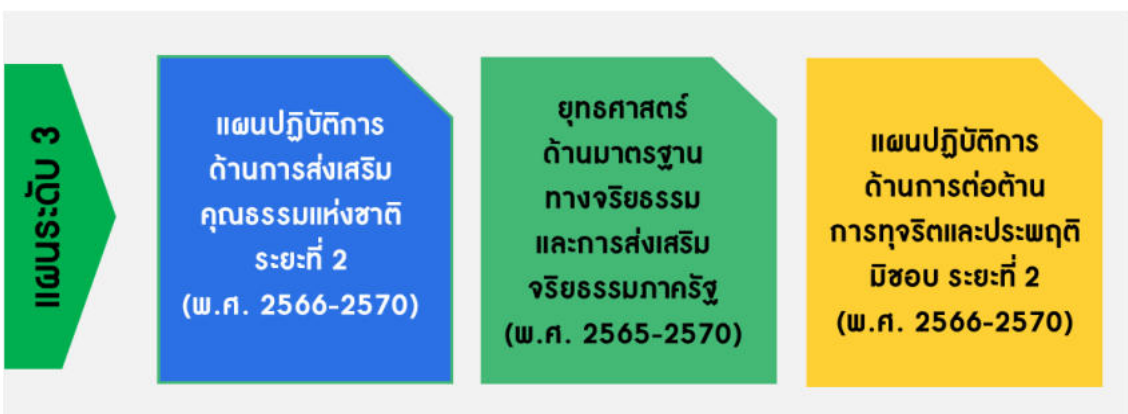 แผนระดับ 3
แผนปฏิบัติการ
ด้านการส่งเสริม
คุณธรรมแห่งชาติ
ระยะที่ 2
(พ.ศ. 2566-2570)
ยุทธศาสตร์
ด้านมาตรฐาน
ทางจริยธรรม
และการส่งเสริม
จริยธรรมภาครัฐ
(พ.ศ. 2565-2570)
แผนปฏิบัติการ
ด้านการต่อต้าน
การทุจริตและประพฤติ
มิชอบ ระยะที่ 2
(พ.ศ. 2566-2570)